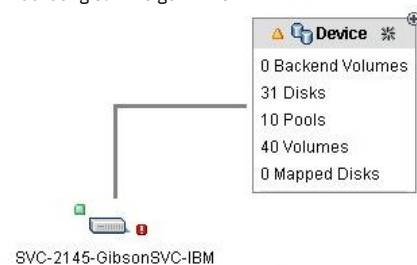 Device
0 Backend Volumes
31 Disks
10 Pools
40 Volumes
0 Mapped Disks
SVC-2145-GibsonSVC-IBM